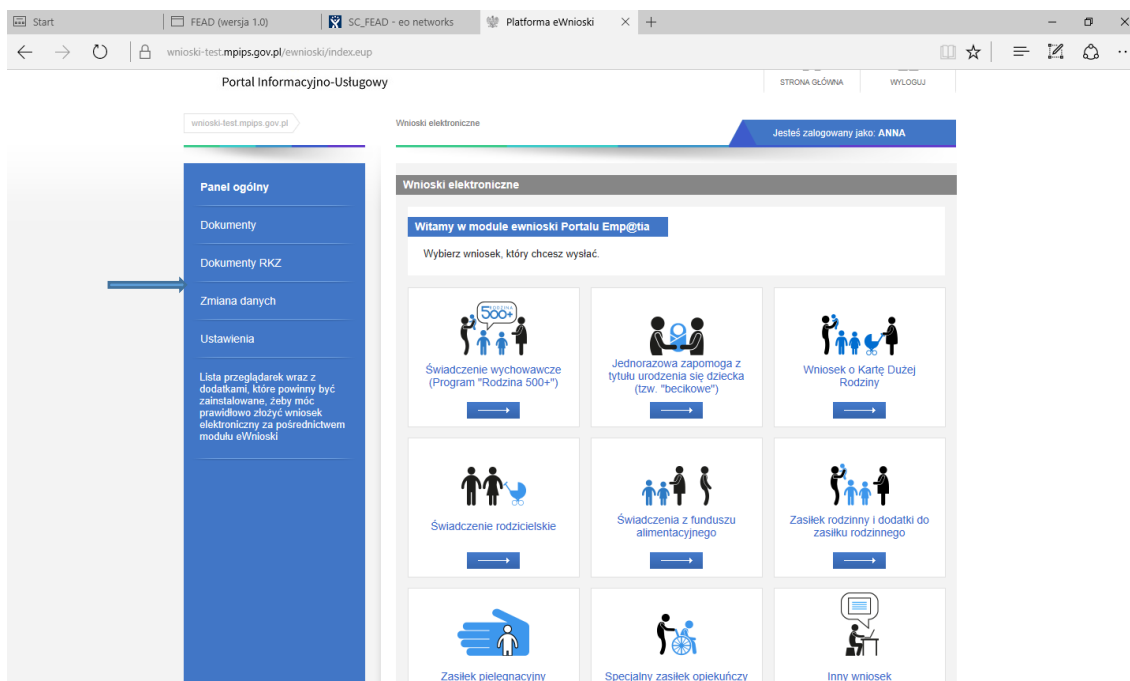 Start
FEAD (wersja 1.0)
SC_FEAD - eo networks
Platforma eWnioski
wnioski-test.mpips.gov.pl/ewnioski/index.eup
Portal Informacyjno-Usługowy
STRONA GŁÓWNA
WYLOGUJ
wnioski-test.mpips.gov.pl
Wnioski elektroniczne
Jesteś zalogowany jako: ANNA
Panel ogólny
Dokumenty
Dokumenty RKZ
Zmiana danych
Ustawienia
Lista przeglądarek wraz z
dodatkami, które powinny być
zainstalowane, żeby móc
prawidłowo złożyć wniosek
elektroniczny za pośrednictwem
modułu eWnioski
Wnioski elektroniczne
Witamy w module ewnioski Portalu Emp@tia
Wybierz wniosek, który chcesz wysłać.
RODZINA
500+
Świadczenie wychowawcze
(Program "Rodzina 500+")
Jednorazowa zapomoga z
tytułu urodzenia się dziecka
(tzw. "becikowe")
Wniosek o Kartę Dużej
Rodziny
Świadczenie rodzicielskie
Świadczenia z funduszu
alimentacyjnego
Zasiłek rodzinny i dodatki do
zasiłku rodzinnego
Zasiłek pielęgnacyjny
Specjalny zasiłek opiekuńczy
Inny wniosek